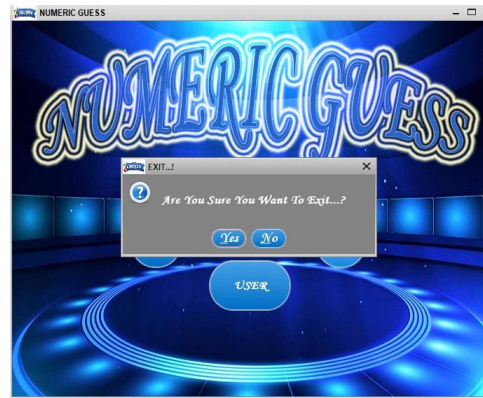 NUMERIC GUESS
NUMERIC GUESS
EXIT...!
Are You Sure You Want To Exit...?
Yes No
USER